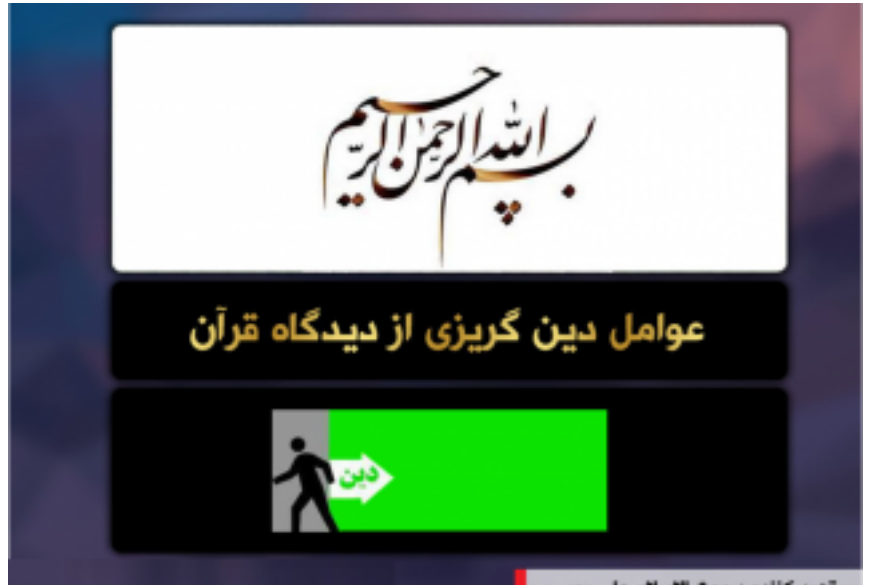 بسم الله الرحمن الرحیم
عوامل دین گریزی از دیدگاه قرآن
دین